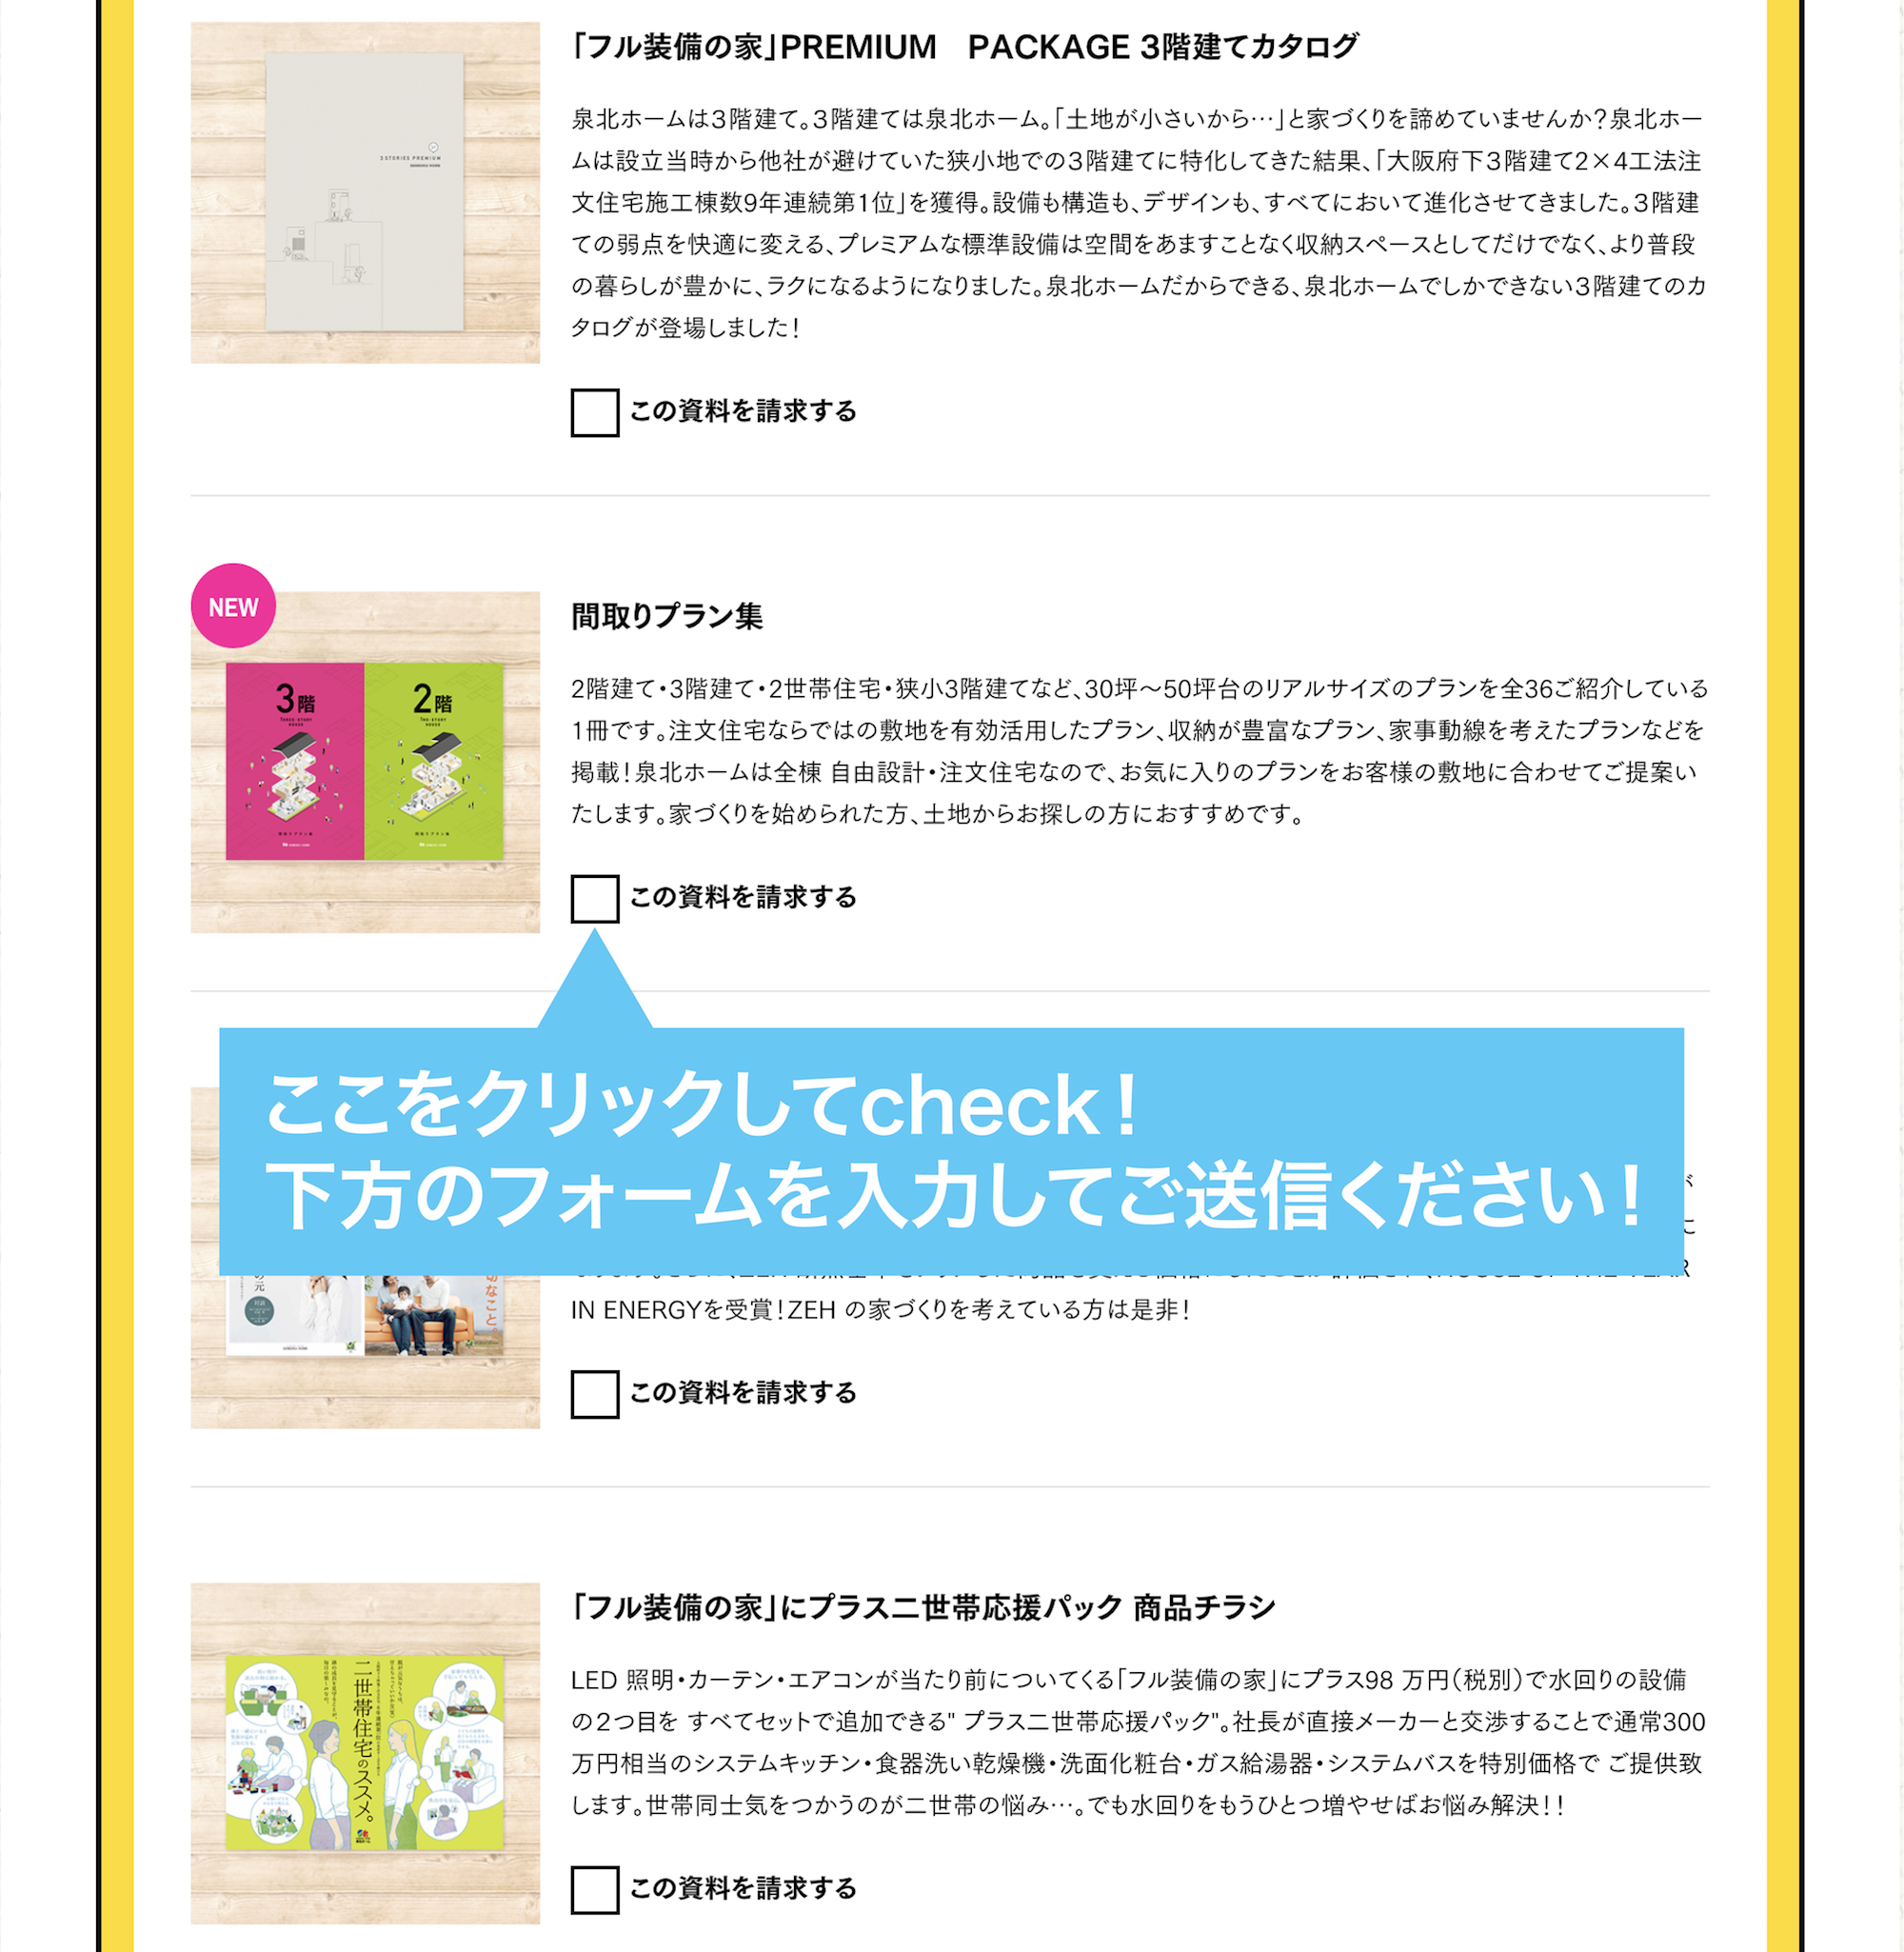 「フル装備の家」PREMIUM　PACKAGE 3階建てカタログ
3 STORIES PREMIUM
泉北ホームは3階建て。3階建ては泉北ホーム。「土地が小さいから…」と家づくりを諦めていませんか？泉北ホー
ムは設立当時から他社が避けていた狭小地での3階建てに特化してきた結果、「大阪府下3階建て2×4工法注
文住宅施工棟数9年連続第1位」を獲得。設備も構造も、デザインも、すべてにおいて進化させてきました。3階建
ての弱点を快適に変える、プレミアムな標準設備は空間をあますことなく収納スペースとしてだけでなく、より普段
の暮らしが豊かに、ラクになるようになりました。泉北ホームだからできる、泉北ホームでしかできない3階建てのカ
タログが登場しました！
この資料を請求する
NEW
間取りプラン集
3階
2階
間取りプラン集
間取りプラン集
2階建て・3階建て・2世帯住宅・狭小3階建てなど、30坪〜50坪台のリアルサイズのプランを全36ご紹介している
1冊です。注文住宅ならではの敷地を有効活用したプラン、収納が豊富なプラン、家事動線を考えたプランなどを
掲載！泉北ホームは全棟 自由設計・注文住宅なので、お気に入りのプランをお客様の敷地に合わせてご提案い
たします。家づくりを始められた方、土地からお探しの方におすすめです。
この資料を請求する
ここをクリックしてcheck！
下方のフォームを入力してご送信ください！
IN ENERGYを受賞！ZEH の家づくりを考えている方は是非！
この資料を請求する
「フル装備の家」にプラス二世帯応援パック 商品チラシ
二世帯住宅のススメ。
LED 照明・カーテン・エアコンが当たり前についてくる「フル装備の家」にプラス98 万円（税別）で水回りの設備
の2つ目を すべてセットで追加できる" プラス二世帯応援パック"。社長が直接メーカーと交渉することで通常300
万円相当のシステムキッチン・食器洗い乾燥機・洗面化粧台・ガス給湯器・システムバスを特別価格で ご提供致
します。世帯同士気をつかうのが二世帯の悩み…。でも水回りをもうひとつ増やせばお悩み解決！！
この資料を請求する